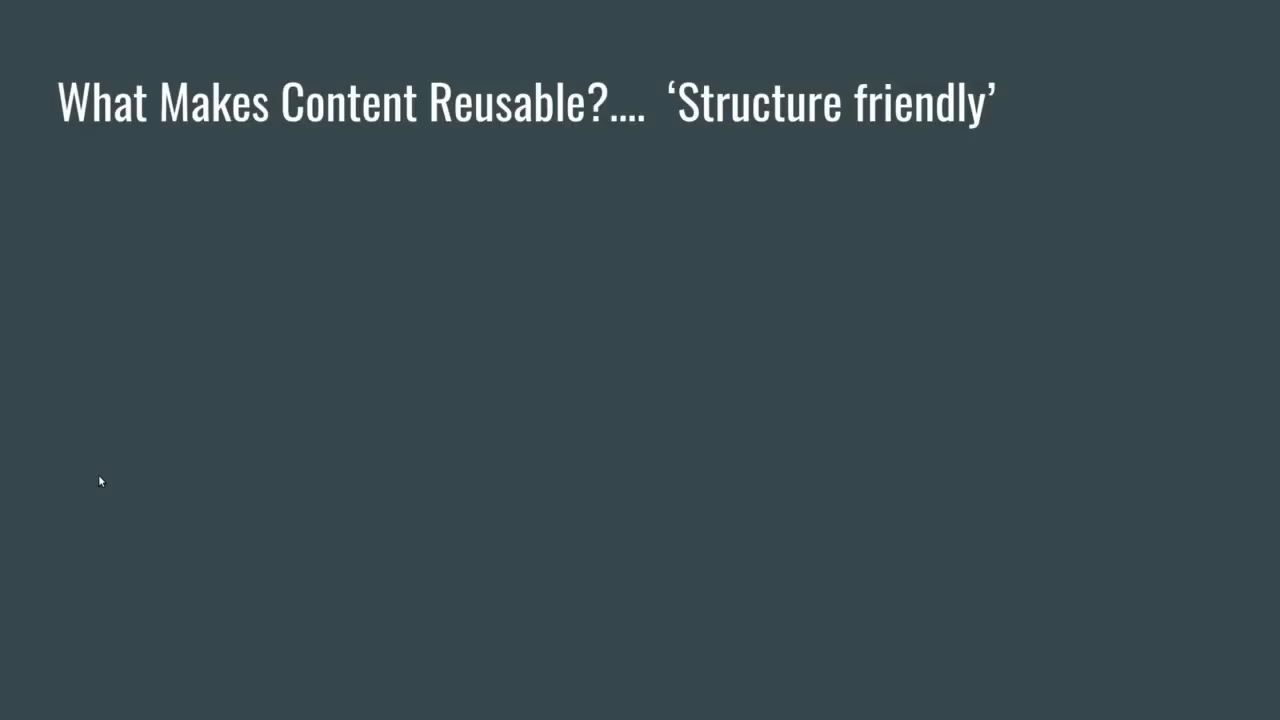 What Makes Content Reusable?.... ‘Structure friendly’